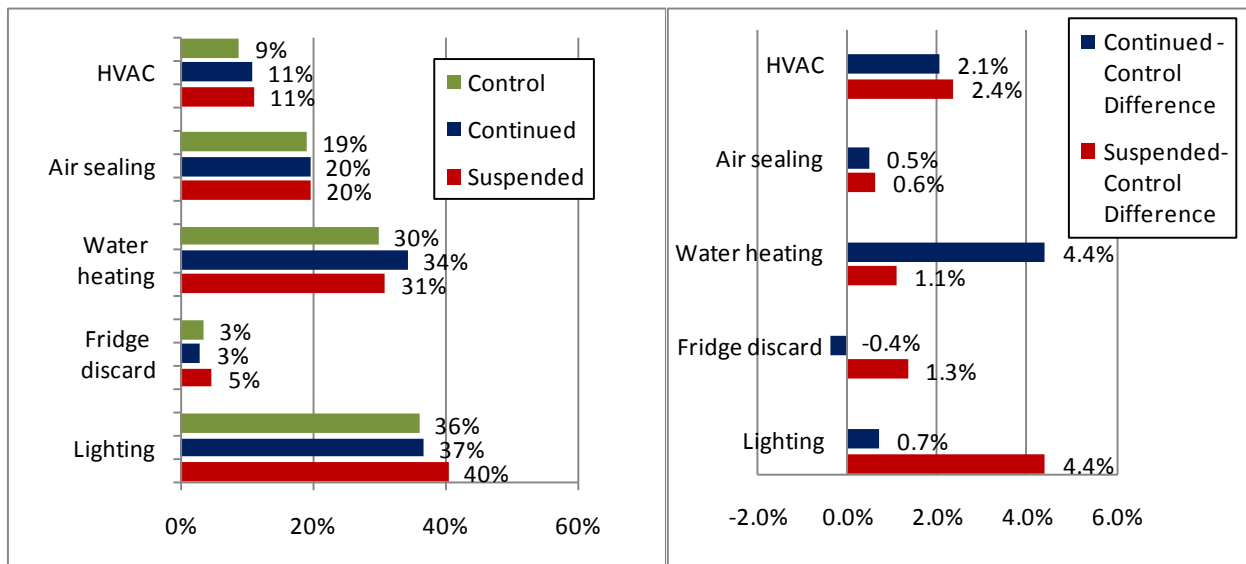 HVAC
9%
11%
11%
Air sealing
19%
20%
20%
Water
heating
30%
34%
31%
Fridge
discard
3%
3%
5%
Lighting
36%
37%
40%
0%
20%
40%
60%
Control
Continued
Suspended
HVAC
2.1%
2.4%
Air sealing
0.5%
0.6%
Water heating
4.4%
1.1%
Fridge discard
-0.4%
1.3%
Lighting
0.7%
4.4%
-2.0%
0.0%
2.0%
4.0%
6.0%
Continued -
Control
Difference
Suspended-
Control
Difference